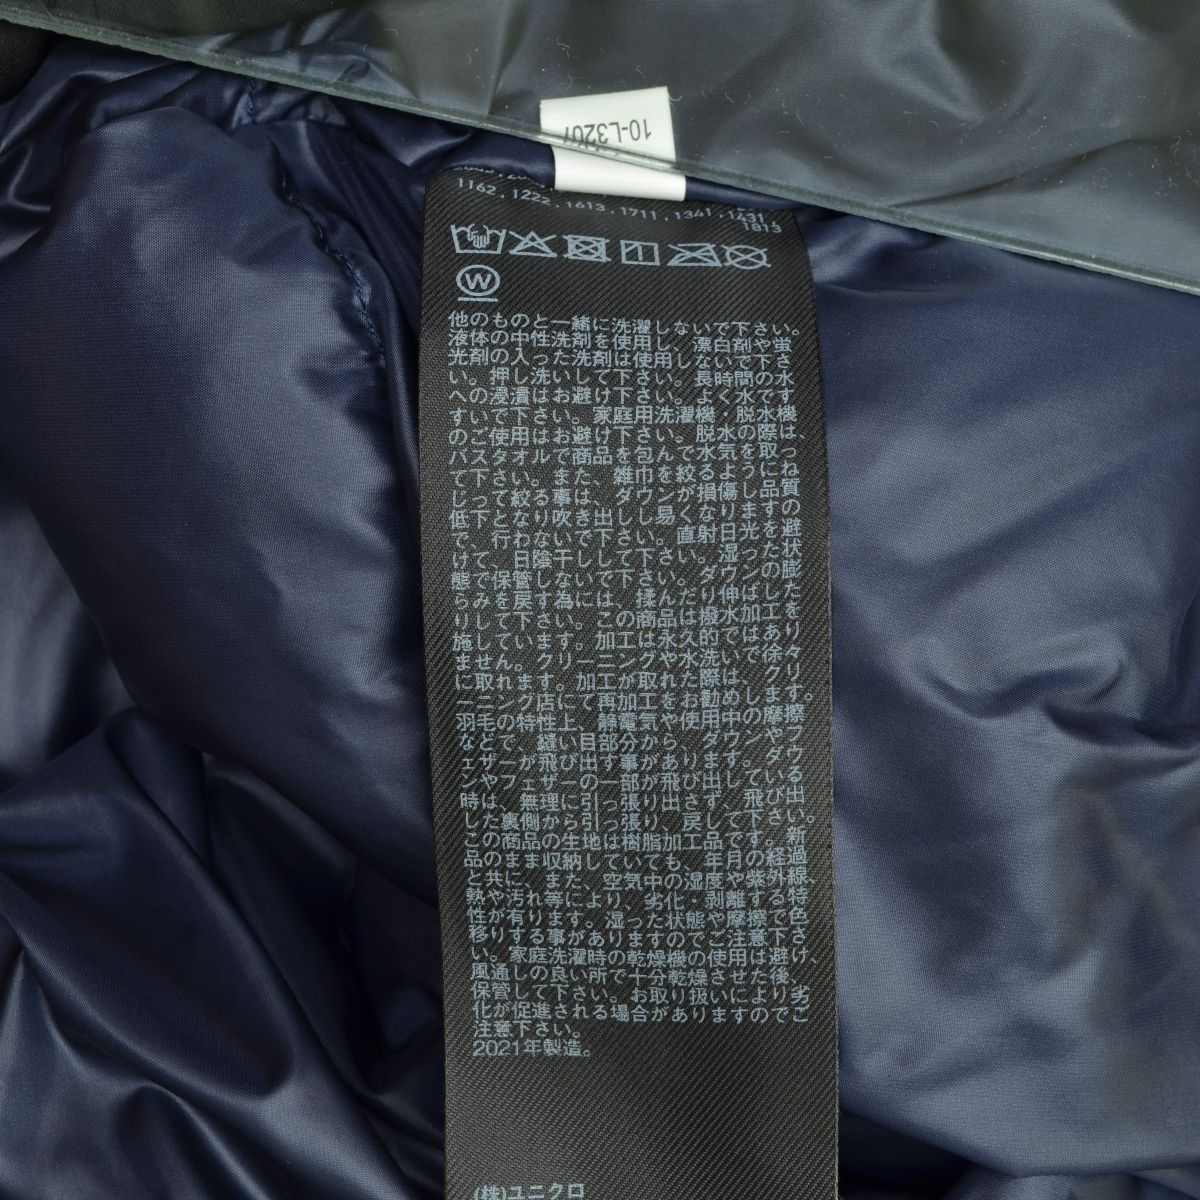 10-L3207
1162 , 1222 , 1613 , 1711 , 1341 , 1431
1815
W
他のものと一緒に洗濯しないで下さい。
液体の中性洗剤を使用し、漂白剤や蛍
光剤の入った洗剤は使用しないで下さ
い。押し洗いして下さい。長時間の水
への浸漬はお避け下さい。よく水です
すいで下さい。家庭用洗濯機・脱水機
のご使用はお避け下さい。脱水の際は、
バスタオルで商品を包んで水気を取っ
て下さい。また、雑巾を絞るようにね
じって絞る事は、ダウンが損傷し品質
低下となり吹き出しし易くなりますの
で、行わないで下さい。直射日光を避
けて、日陰干しして下さい。湿った状
態で保管しないで下さい。ダウンの膨
らみを戻す為には、揉んだり伸ばした
りして下さい。この商品は撥水加工を
施しています。加工は永久的ではあり
ません。クリーニングや水洗いで徐々
に取れます。加工が取れた際は、クリ
ーニング店にて再加工をお勧めします。
羽毛の特性上、静電気や使用中の摩擦
などで、縫い目部分から、ダウンやフ
ェザーが飛び出す事があります。ダウ
ンやフェザーの一部が飛び出している
時は、無理に引っ張り出さず、飛び出
した裏側から引っ張り、戻して下さい。
この商品の生地は樹脂加工品です。新
品のまま収納していても、年月の経過
と共に、また、空気中の湿度や紫外線、
熱や汚れ等により、劣化・剥離する特
性が有ります。湿った状態や摩擦で色
移りする事がありますのでご注意下さ
い。家庭洗濯時の乾燥機の使用は避け、
風通しの良い所で十分乾燥させた後、
保管して下さい。お取り扱いにより劣
化が促進される場合がありますのでご
注意下さい。
2021年製造。
(株)ユニクロ